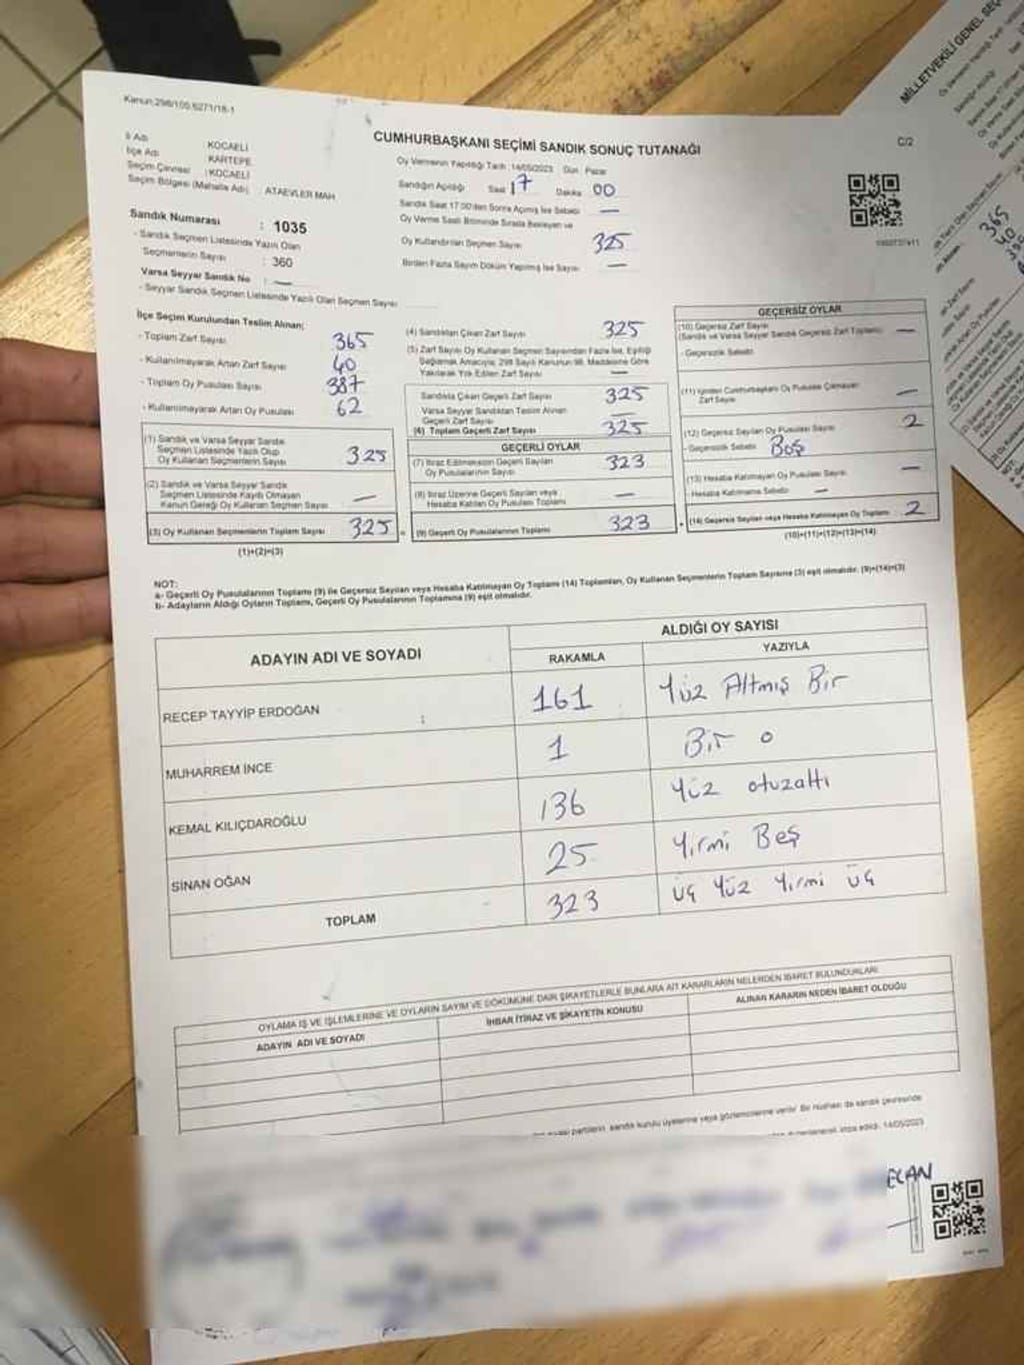 Kanun:298/105,6271/18-1
CUMHURBAŞKANI SEÇİMİ SANDIK SONUÇ TUTANAĞI
C/2
İl Adı : KOCAELİ
İlçe Adı : KARTEPE
Seçim Çevresi : KOCAELİ
Seçim Bölgesi (Mahalle Adı) : ATAEVLER MAH
Sandık Numarası : 1035
- Sandık Seçmen Listesinde Yazılı Olan
Seçmenlerin Sayısı : 360
Varsa Seyyar Sandık No : —
- Seyyar Sandık Seçmen Listesinde Yazılı Olan Seçmen Sayısı
Oy Vermenin Yapıldığı Tarih 14/05/2023 Gün Pazar
Sandığın Açıldığı Saat 17 Dakika 00
Sandık Saat 17:00'den Sonra Açılmış İse Sebebi —
Oy Verme Saati Bitiminde Sırada Bekleyen ve
Oy Kullandırılan Seçmen Sayısı 325
Birden Fazla Sayım Döküm Yapılmış İse Sayısı —
İlçe Seçim Kurulundan Teslim Alınan;
- Toplam Zarf Sayısı 365
- Kullanılmayarak Artan Zarf Sayısı 40
- Toplam Oy Pusulası Sayısı 387
- Kullanılmayarak Artan Oy Pusulası 62
(1) Sandık ve Varsa Seyyar Sandık
Seçmen Listesinde Yazılı Olup
Oy Kullanan Seçmenlerin Sayısı 325
(2) Sandık ve Varsa Seyyar Sandık
Seçmen Listesinde Kayıtlı Olmayan
Kanun Gereği Oy Kullanan Seçmen Sayısı —
(3) Oy Kullanan Seçmenlerin Toplam Sayısı 325
(1)+(2)=(3)
(4) Sandıktan Çıkan Zarf Sayısı 325
(5) Zarf Sayısı Oy Kullanan Seçmen Sayısından Fazla İse, Eşitliği
Sağlamak Amacıyla, 298 Sayılı Kanunun 98. Maddesine Göre
Yakılarak Yok Edilen Zarf Sayısı —
Sandıkta Çıkan Geçerli Zarf Sayısı 325
Varsa Seyyar Sandıktan Teslim Alınan
Geçerli Zarf Sayısı —
(6) Toplam Geçerli Zarf Sayısı 325
GEÇERLİ OYLAR
(7) İtiraz Edilmeksizin Geçerli Sayılan
Oy Pusulalarının Sayısı 323
(8) İtiraz Üzerine Geçerli Sayılan veya
Hesaba Katılan Oy Pusulası Toplamı —
(9) Geçerli Oy Pusulalarının Toplamı 323
GEÇERSİZ OYLAR
(10) Geçersiz Zarf Sayısı
(Sandık ve Varsa Seyyar Sandık Geçersiz Zarf Toplamı) —
- Geçersizlik Sebebi:
(11) İçinden Cumhurbaşkanı Oy Pusulası Çıkmayan
Zarf Sayısı —
(12) Geçersiz Sayılan Oy Pusulası Sayısı 2
- Geçersizlik Sebebi: Boş
(13) Hesaba Katılmayan Oy Pusulası Sayısı —
- Hesaba Katılmama Sebebi: —
(14) Geçersiz Sayılan veya Hesaba Katılmayan Oy Toplamı 2
(10)+(11)+(12)+(13)=(14)
NOT:
a- Geçerli Oy Pusulalarının Toplamı (9) ile Geçersiz Sayılan veya Hesaba Katılmayan Oy Toplamı (14) Toplamları, Oy Kullanan Seçmenlerin Toplam Sayısına (3) eşit olmalıdır. (9)+(14)=(3)
b- Adayların Aldığı Oyların Toplamı, Geçerli Oy Pusulalarının Toplamına (9) eşit olmalıdır.
ADAYIN ADI VE SOYADI
ALDIĞI OY SAYISI
RAKAMLA YAZIYLA
RECEP TAYYİP ERDOĞAN 161 Yüz Altmış Bir
MUHARREM İNCE 1 Bir o
KEMAL KILIÇDAROĞLU 136 Yüz otuzaltı
SİNAN OĞAN 25 Yirmi Beş
TOPLAM 323 üç Yüz Yirmi üç
OYLAMA İŞ VE İŞLEMLERİNE VE OYLARIN SAYIM VE DÖKÜMÜNE DAİR ŞİKAYETLERLE BUNLARA AİT KARARLARIN NELERDEN İBARET BULUNDUKLARI
ADAYIN ADI VE SOYADI
İHBAR İTİRAZ VE ŞİKAYETİN KONUSU
ALINAN KARARIN NEDEN İBARET OLDUĞU
partilerin sandık kurulu üyelerine veya gözlemcilerine verilir. Bir nüshası da sandık çevresinde
imza edildi. 14/05/2023
ECAN
MİLLETVEKİLİ GENEL SEÇ
365
40